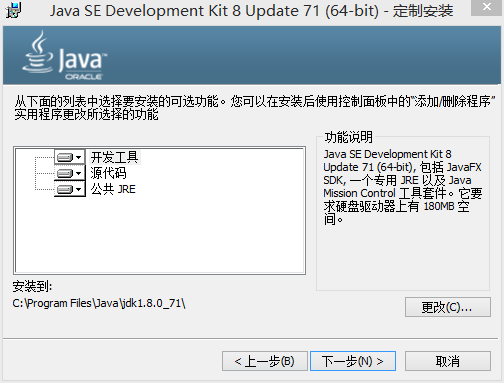 Java SE Development Kit 8 Update 71 (64-bit) - 定制安装
Java
ORACLE
从下面的列表中选择要安装的可选功能。您可以在安装后使用控制面板中的“添加/删除程序”
实用程序更改所选择的功能
开发工具
源代码
公共 JRE
功能说明
Java SE Development Kit 8
Update 71 (64-bit), 包括 JavaFX
SDK, 一个专用 JRE 以及 Java
Mission Control 工具套件。它要
求硬盘驱动器上有 180MB 空
间。
安装到:
C:\Program Files\Java\jdk1.8.0_71\
更改(C)...
< 上一步(B)
下一步(N) >
取消